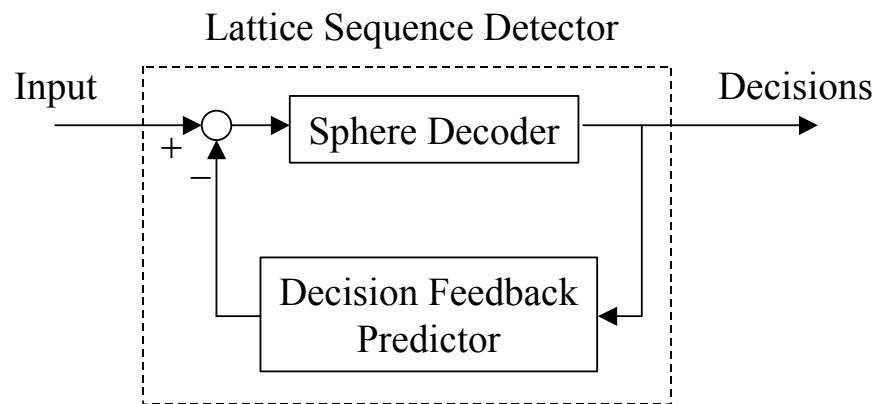 Lattice Sequence Detector
Input
Decisions
+
−
Sphere Decoder
Decision Feedback
Predictor